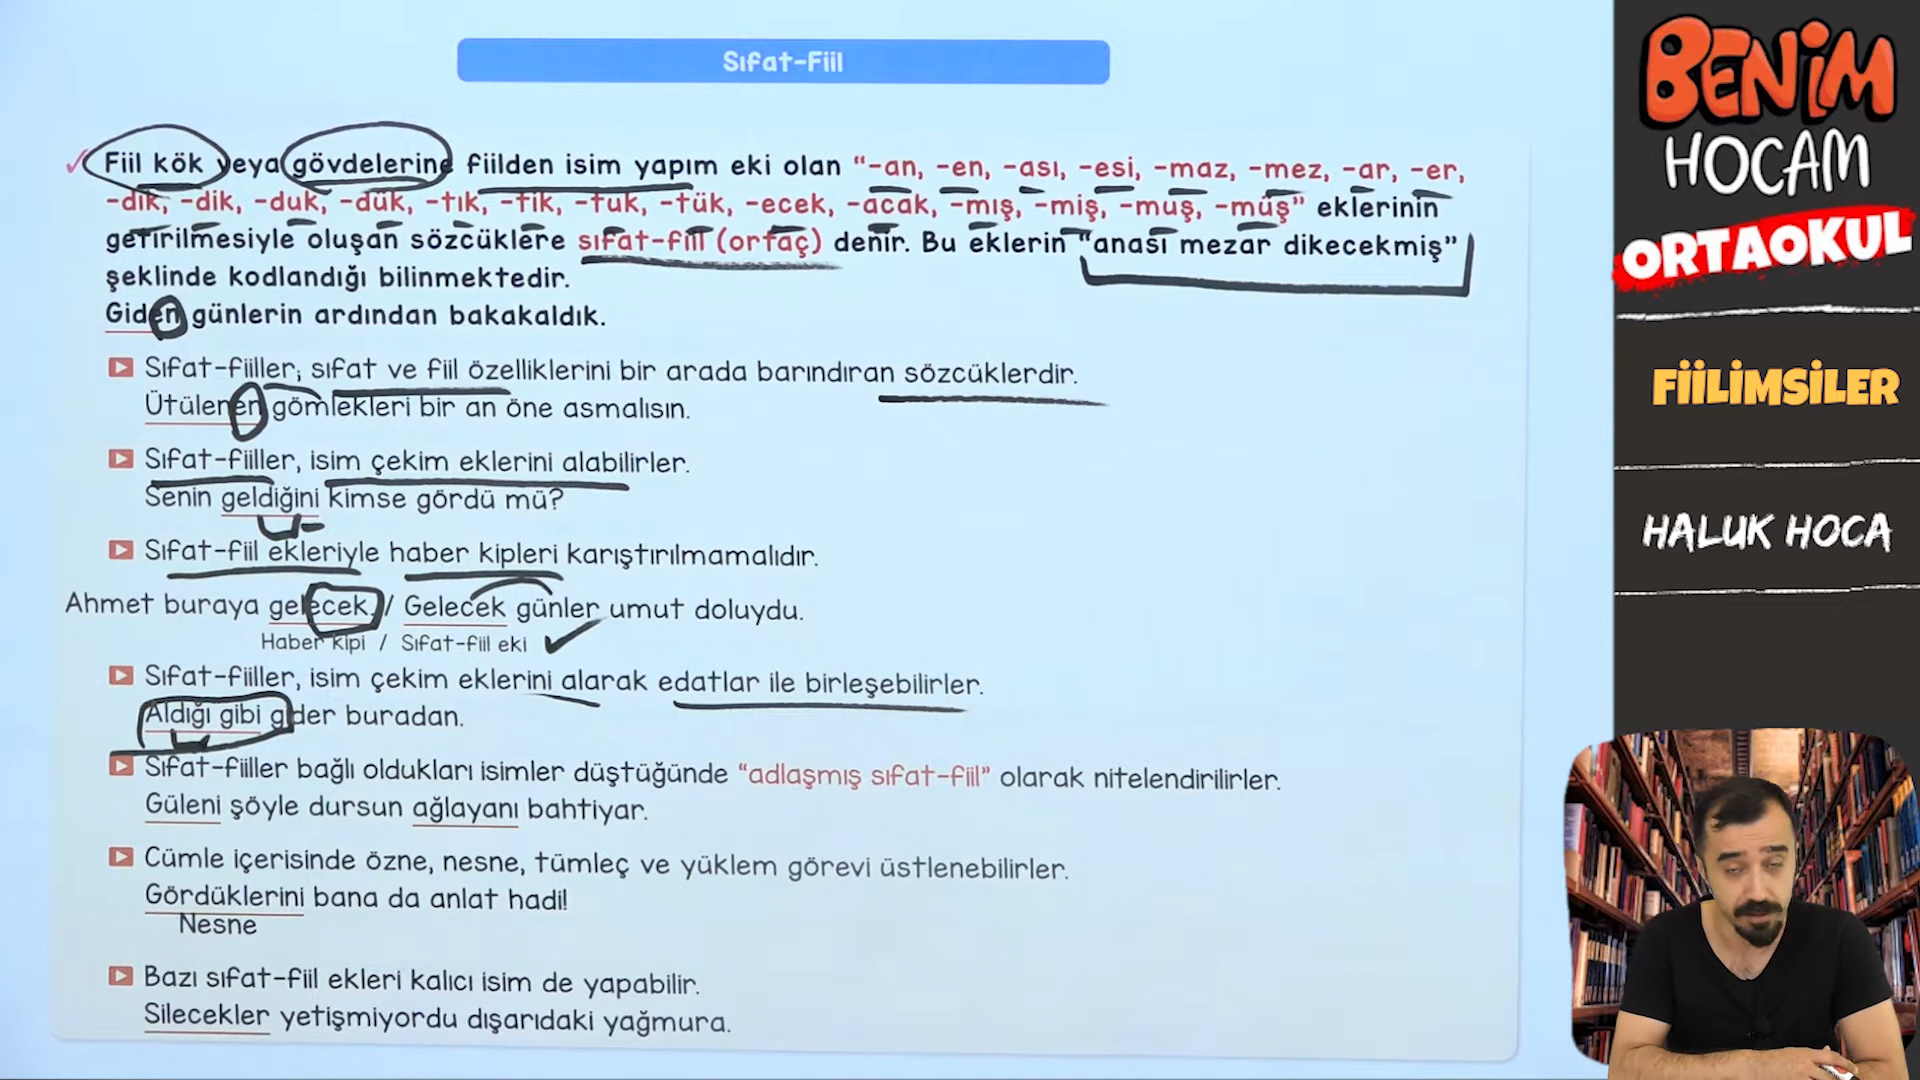 Sıfat-Fiil
Fiil kök veya gövdelerine fiilden isim yapım eki olan “-an, -en, -ası, -esi, -maz, -mez, -ar, -er,
-dık, -dik, -duk, -dük, -tık, -tik, -tuk, -tük, -ecek, -acak, -mış, -miş, -muş, -müş” eklerinin
getirilmesiyle oluşan sözcüklere sıfat-fiil (ortaç) denir. Bu eklerin “anası mezar dikecekmiş”
şeklinde kodlandığı bilinmektedir.
Giden günlerin ardından bakakaldık.
Sıfat-fiiller; sıfat ve fiil özelliklerini bir arada barındıran sözcüklerdir.
Ütülenen gömlekleri bir an öne asmalısın.
Sıfat-fiiller, isim çekim eklerini alabilirler.
Senin geldiğini kimse gördü mü?
Sıfat-fiil ekleriyle haber kipleri karıştırılmamalıdır.
Ahmet buraya gelecek. / Gelecek günler umut doluydu.
Haber kipi / Sıfat-fiil eki
Sıfat-fiiller, isim çekim eklerini alarak edatlar ile birleşebilirler.
Aldığı gibi gider buradan.
Sıfat-fiiller bağlı oldukları isimler düştüğünde “adlaşmış sıfat-fiil” olarak nitelendirilirler.
Güleni şöyle dursun ağlayanı bahtiyar.
Cümle içerisinde özne, nesne, tümleç ve yüklem görevi üstlenebilirler.
Gördüklerini bana da anlat hadi!
Nesne
Bazı sıfat-fiil ekleri kalıcı isim de yapabilir.
Silecekler yetişmiyordu dışarıdaki yağmura.
BENİM
HOCAM
ORTAOKUL
FİİLİMSİLER
HALUK HOCA